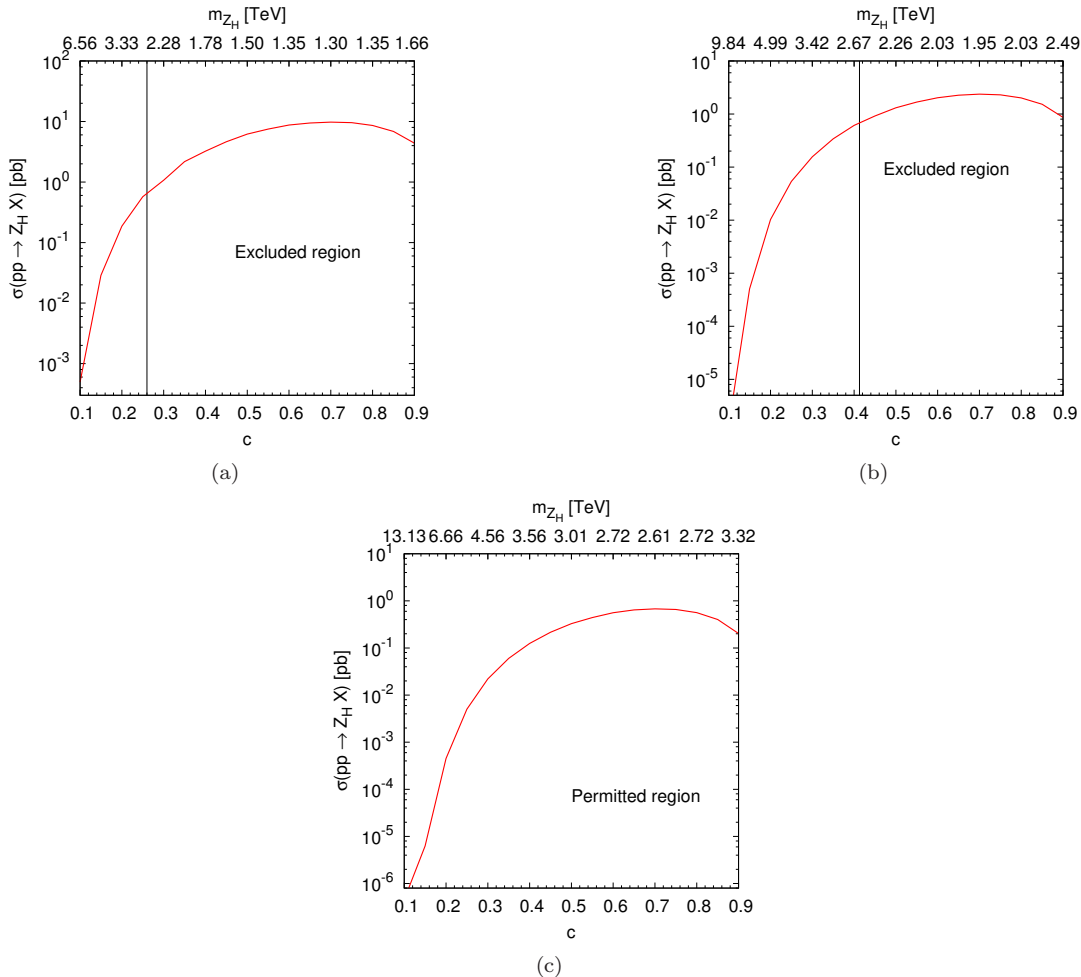 m_{Z_H} [TeV]
6.56 3.33 2.28 1.78 1.50 1.35 1.30 1.35 1.66
10^2
10^1
10^0
10^{-1}
10^{-2}
10^{-3}
σ(pp → Z_H X) [pb]
Excluded region
0.1 0.2 0.3 0.4 0.5 0.6 0.7 0.8 0.9
c
(a)
m_{Z_H} [TeV]
9.84 4.99 3.42 2.67 2.26 2.03 1.95 2.03 2.49
10^1
10^0
10^{-1}
10^{-2}
10^{-3}
10^{-4}
10^{-5}
σ(pp → Z_H X) [pb]
Excluded region
0.1 0.2 0.3 0.4 0.5 0.6 0.7 0.8 0.9
c
(b)
m_{Z_H} [TeV]
13.13 6.66 4.56 3.56 3.01 2.72 2.61 2.72 3.32
10^1
10^0
10^{-1}
10^{-2}
10^{-3}
10^{-4}
10^{-5}
10^{-6}
σ(pp → Z_H X) [pb]
Permitted region
0.1 0.2 0.3 0.4 0.5 0.6 0.7 0.8 0.9
c
(c)